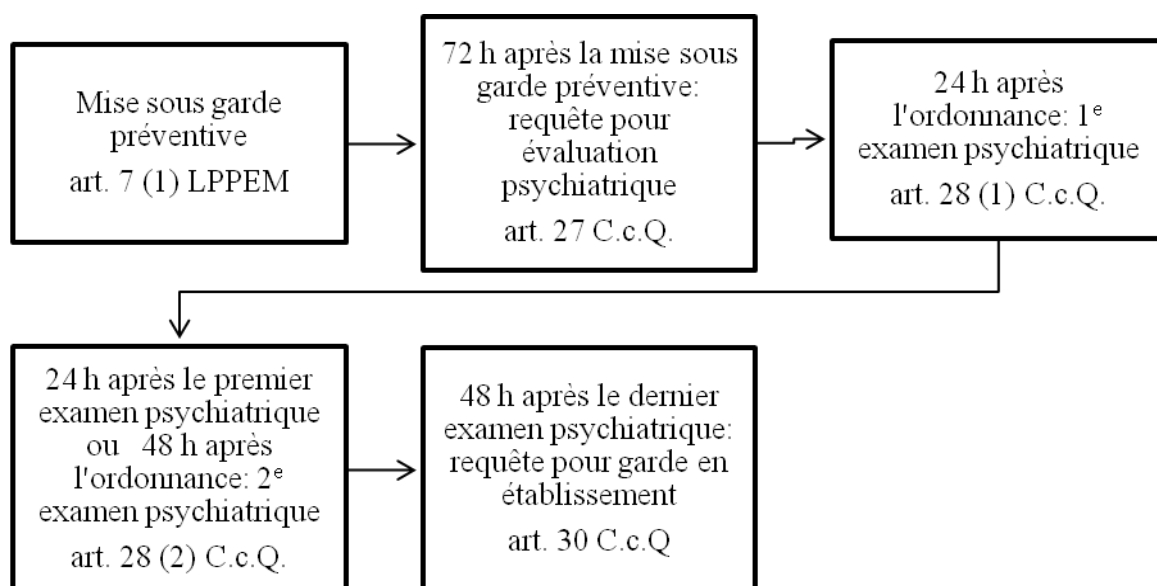 Mise sous garde
préventive
art. 7 (1) LPPEM
72 h après la mise sous
garde préventive:
requête pour
évaluation
psychiatrique
art. 27 C.c.Q.
24 h après
l'ordonnance: 1e
examen psychiatrique
art. 28 (1) C.c.Q.
24 h après le premier
examen psychiatrique
ou 48 h après
l'ordonnance: 2e
examen psychiatrique
art. 28 (2) C.c.Q.
48 h après le dernier
examen psychiatrique:
requête pour garde en
établissement
art. 30 C.c.Q